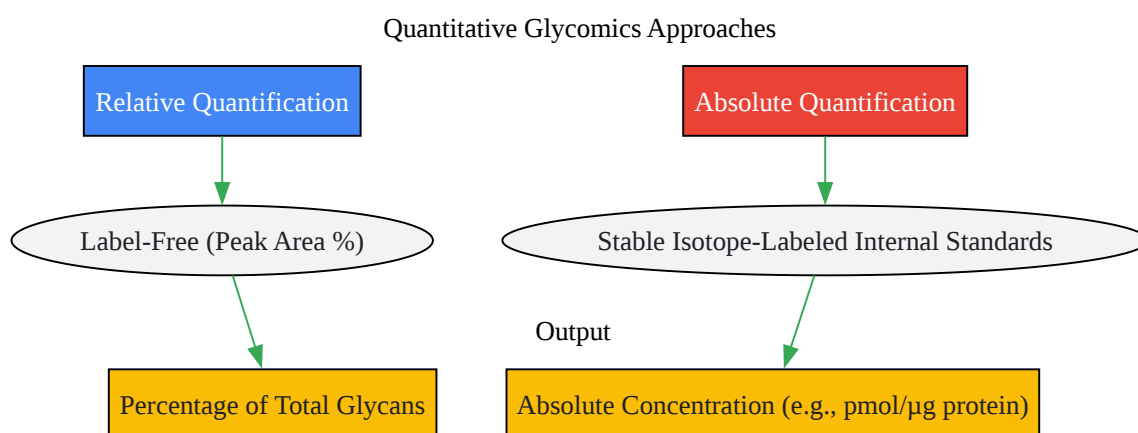 Quantitative Glycomics Approaches
Relative Quantification
Absolute Quantification
Label-Free (Peak Area %)
Stable Isotope-Labeled Internal Standards
Output
Percentage of Total Glycans
Absolute Concentration (e.g., pmol/µg protein)